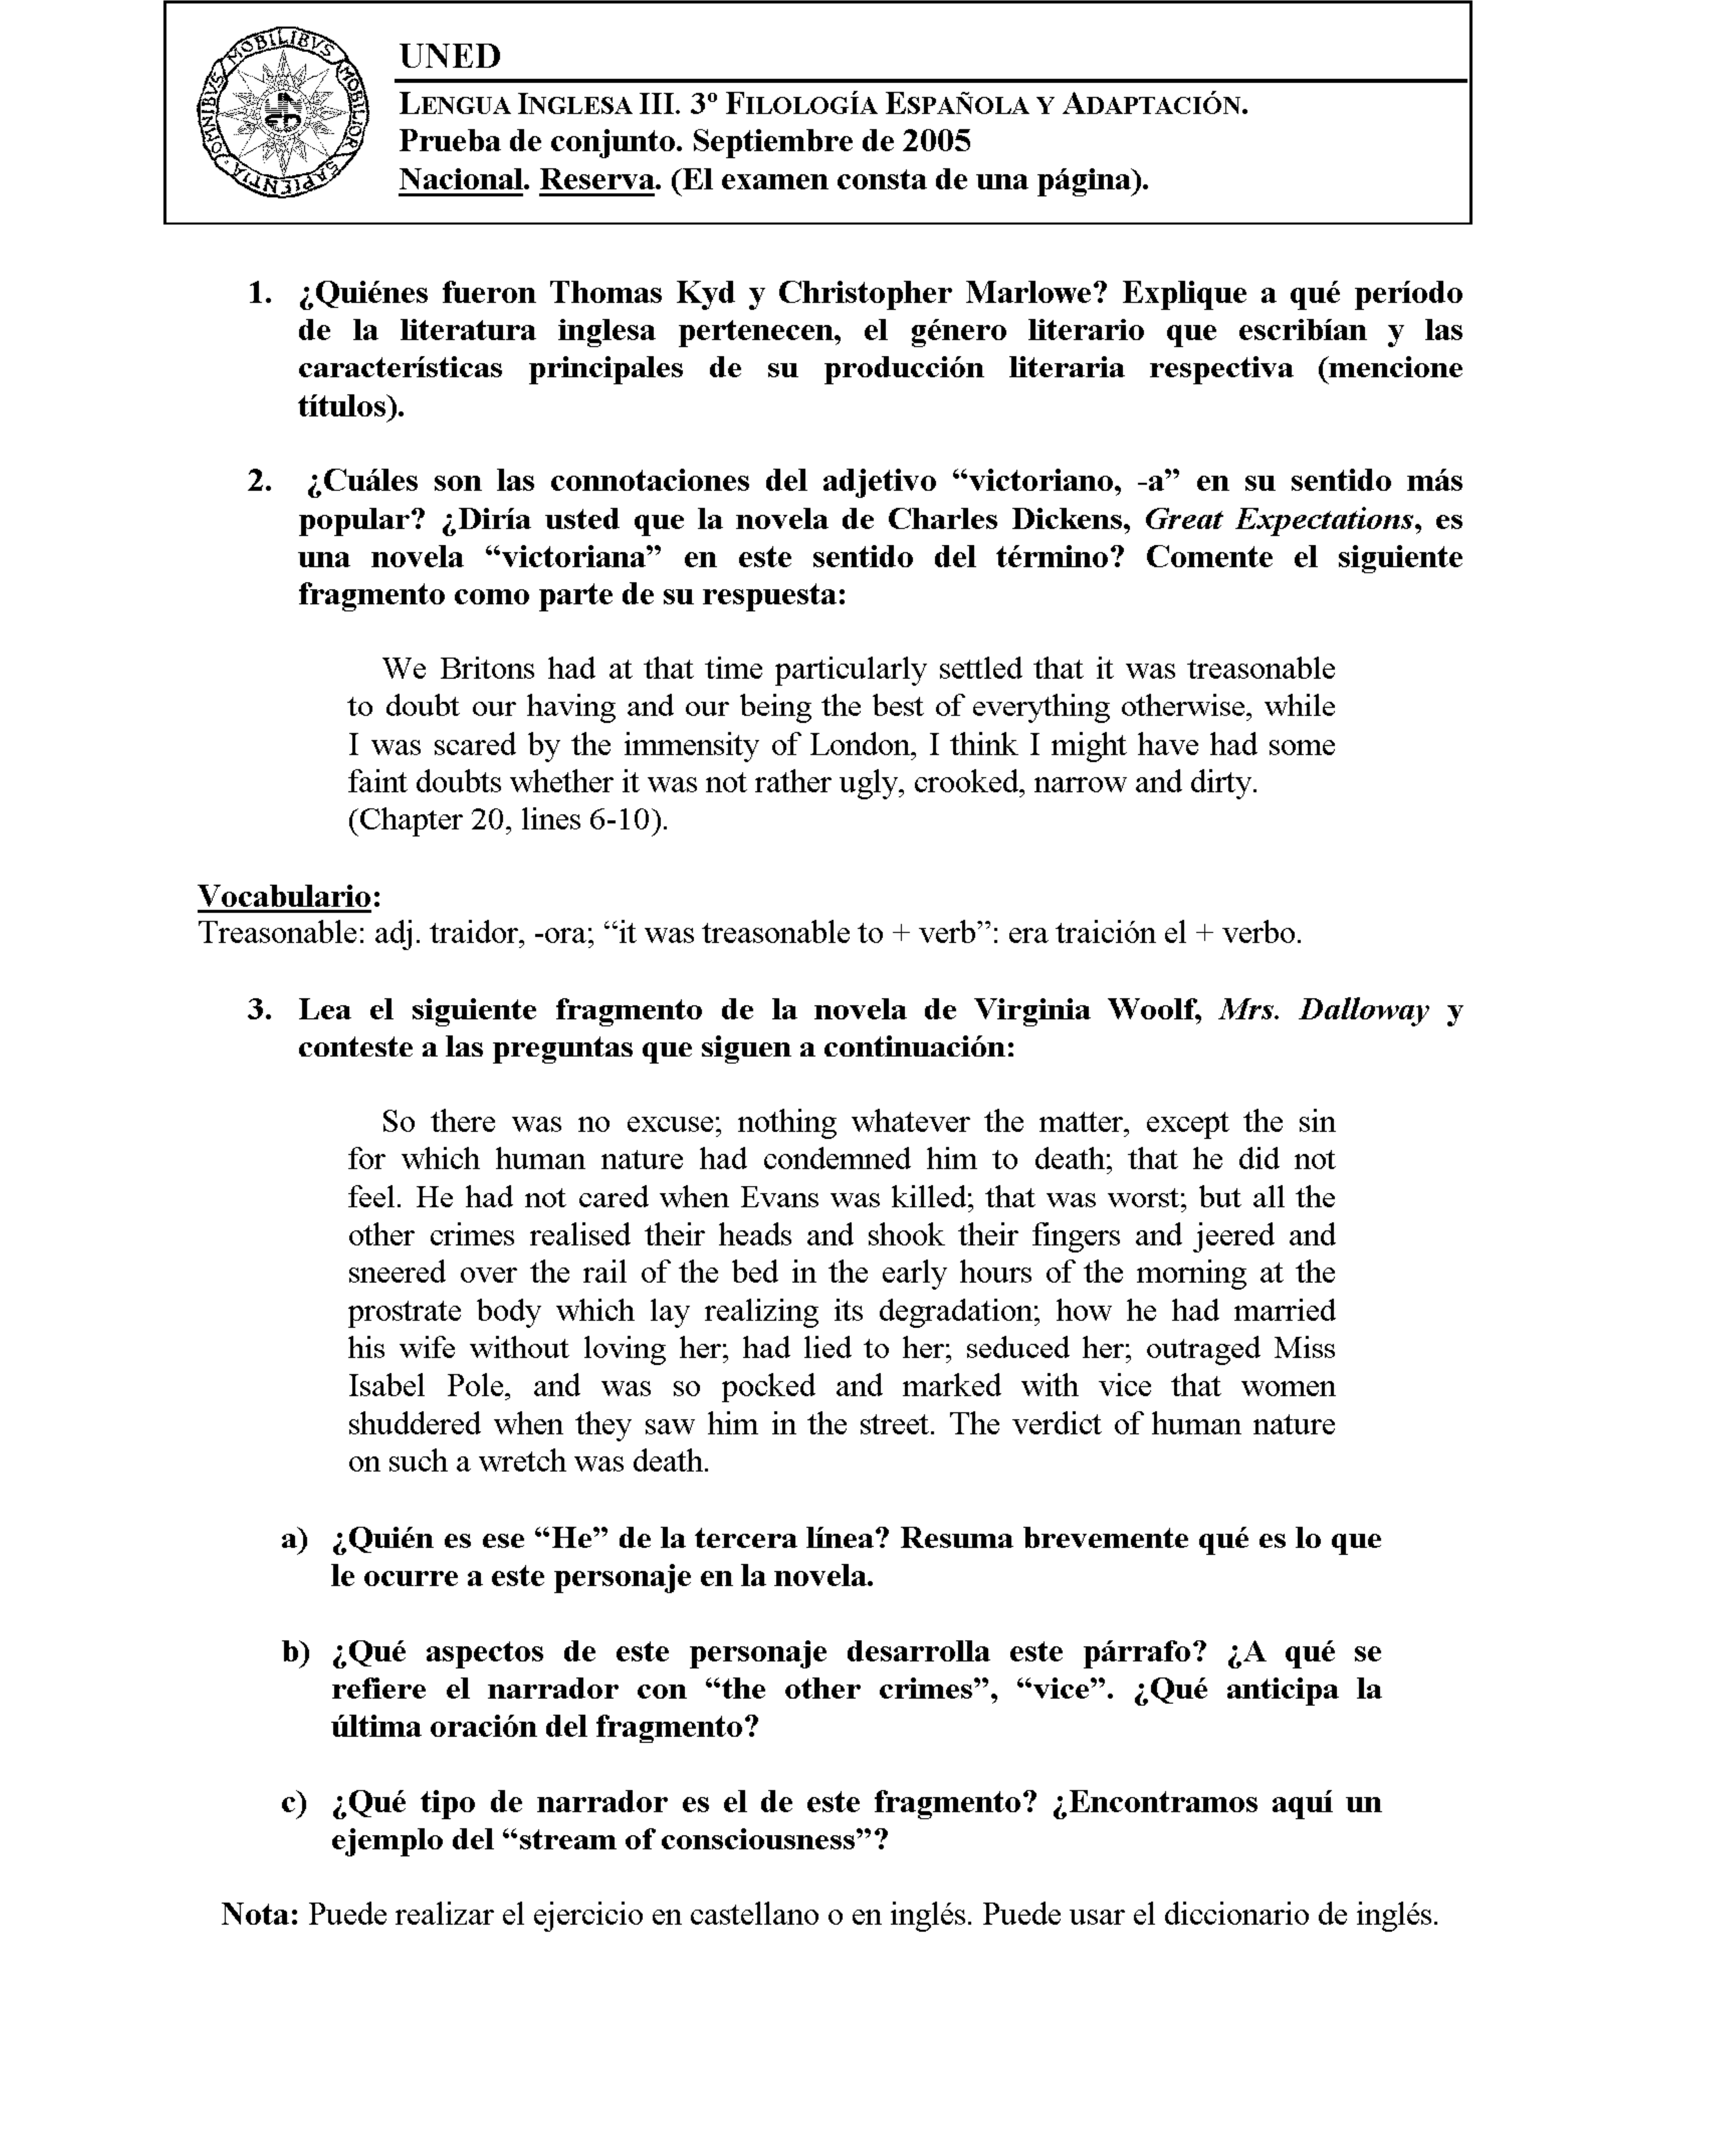 OMNIBVS MOBILIBVS MOBILIOR SAPIENTIA
UNED
UNED
LENGUA INGLESA III. 3º FILOLOGÍA ESPAÑOLA Y ADAPTACIÓN.
Prueba de conjunto. Septiembre de 2005
Nacional. Reserva. (El examen consta de una página).
1. ¿Quiénes fueron Thomas Kyd y Christopher Marlowe? Explique a qué período
de la literatura inglesa pertenecen, el género literario que escribían y las
características principales de su producción literaria respectiva (mencione
títulos).
2. ¿Cuáles son las connotaciones del adjetivo “victoriano, -a” en su sentido más
popular? ¿Diría usted que la novela de Charles Dickens, Great Expectations, es
una novela “victoriana” en este sentido del término? Comente el siguiente
fragmento como parte de su respuesta:
We Britons had at that time particularly settled that it was treasonable
to doubt our having and our being the best of everything otherwise, while
I was scared by the immensity of London, I think I might have had some
faint doubts whether it was not rather ugly, crooked, narrow and dirty.
(Chapter 20, lines 6-10).
Vocabulario:
Treasonable: adj. traidor, -ora; “it was treasonable to + verb”: era traición el + verbo.
3. Lea el siguiente fragmento de la novela de Virginia Woolf, Mrs. Dalloway y
conteste a las preguntas que siguen a continuación:
So there was no excuse; nothing whatever the matter, except the sin
for which human nature had condemned him to death; that he did not
feel. He had not cared when Evans was killed; that was worst; but all the
other crimes realised their heads and shook their fingers and jeered and
sneered over the rail of the bed in the early hours of the morning at the
prostrate body which lay realizing its degradation; how he had married
his wife without loving her; had lied to her; seduced her; outraged Miss
Isabel Pole, and was so pocked and marked with vice that women
shuddered when they saw him in the street. The verdict of human nature
on such a wretch was death.
a) ¿Quién es ese “He” de la tercera línea? Resuma brevemente qué es lo que
le ocurre a este personaje en la novela.
b) ¿Qué aspectos de este personaje desarrolla este párrafo? ¿A qué se
refiere el narrador con “the other crimes”, “vice”. ¿Qué anticipa la
última oración del fragmento?
c) ¿Qué tipo de narrador es el de este fragmento? ¿Encontramos aquí un
ejemplo del “stream of consciousness”?
Nota: Puede realizar el ejercicio en castellano o en inglés. Puede usar el diccionario de inglés.